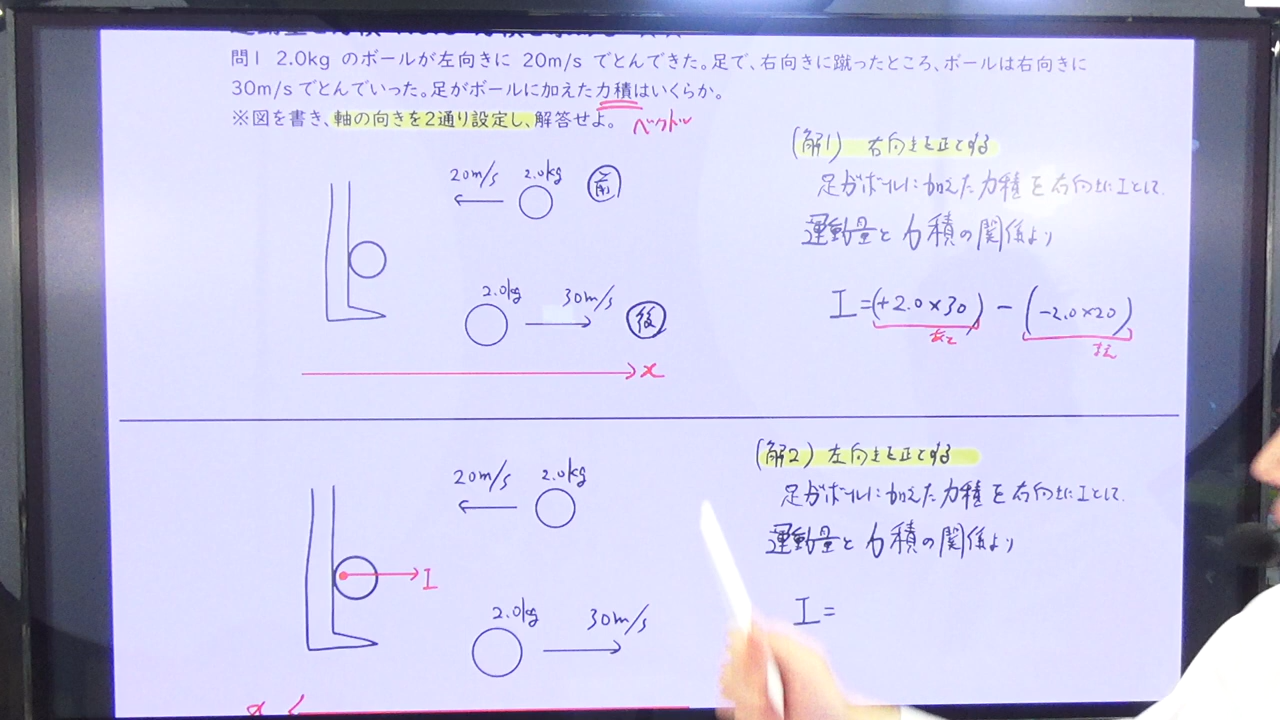 問1 2.0kg のボールが左向きに 20m/s でとんできた。足で、右向きに蹴ったところ、ボールは右向きに
30m/sでとんでいった。足がボールに加えた力積はいくらか。
※図を書き、軸の向きを2通り設定し、解答せよ。 ベクトル
20m/s 2.0kg 前
2.0kg 30m/s 後
x
(解1) 右向きを正とする
足がボールに加えた力積を右向きにIとして.
運動量と力積の関係より
I=(+2.0×30) - (-2.0×20)
あと まえ
20m/s 2.0kg
I
2.0kg 30m/s
x
(解2) 左向きを正とする
足がボールに加えた力積を右向きにIとして.
運動量と力積の関係より
I=